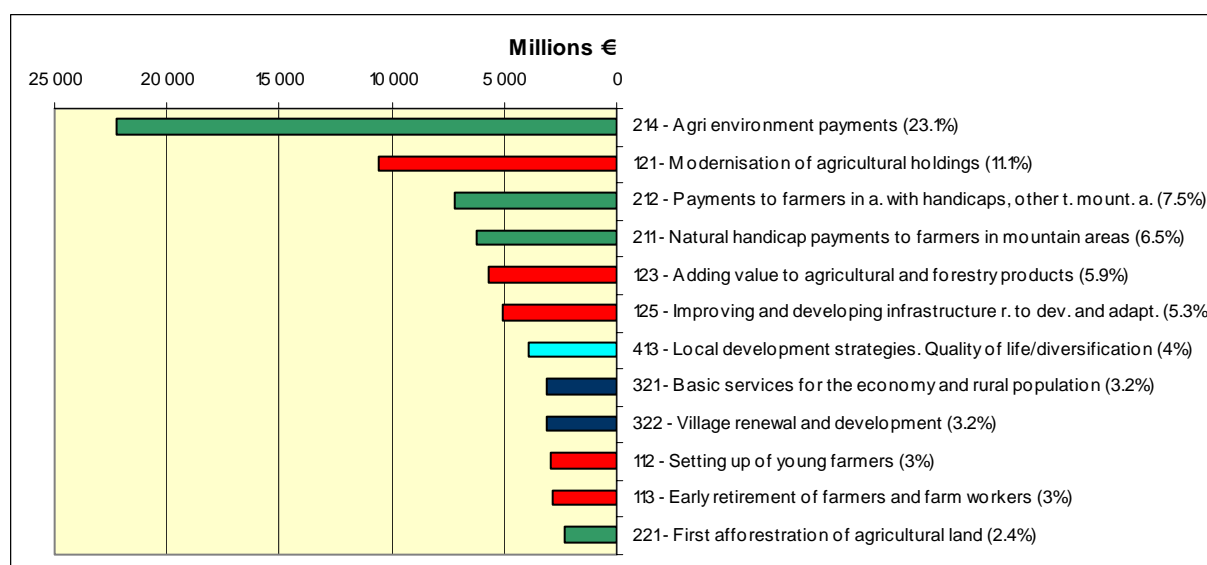 Millions €
25 000 20 000 15 000 10 000 5 000 0
214 - Agri environment payments (23.1%)
121- Modernisation of agricultural holdings (11.1%)
212 - Payments to farmers in a. with handicaps, other t. mount. a. (7.5%)
211- Natural handicap payments to farmers in mountain areas (6.5%)
123 - Adding value to agricultural and forestry products (5.9%)
125 - Improving and developing infrastructure r. to dev. and adapt. (5.3%
413 - Local development strategies. Quality of life/diversification (4%)
321- Basic services for the economy and rural population (3.2%)
322 - Village renewal and development (3.2%)
112 - Setting up of young farmers (3%)
113 - Early retirement of farmers and farm workers (3%)
221 - First afforestration of agricultural land (2.4%)